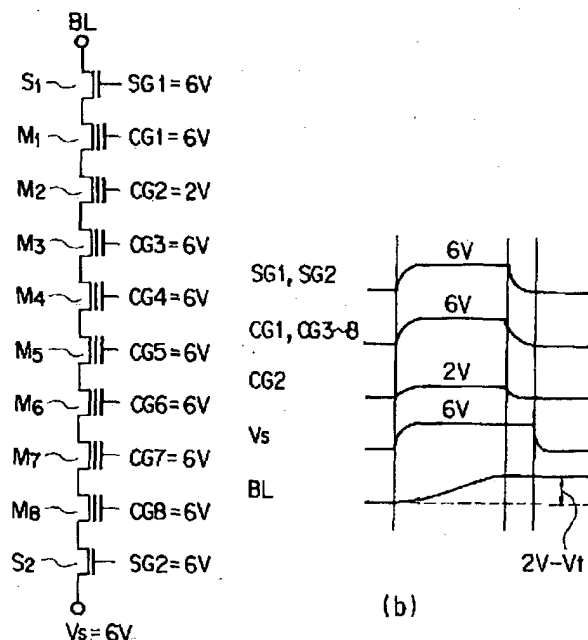 BL
S1 SG1=6V
M1 CG1=6V
M2 CG2=2V
M3 CG3=6V
M4 CG4=6V
M5 CG5=6V
M6 CG6=6V
M7 CG7=6V
M8 CG8=6V
S2 SG2=6V
Vs=6V
SG1, SG2 6V
CG1, CG3~8 6V
CG2 2V
Vs 6V
BL
2V-Vt
(b)